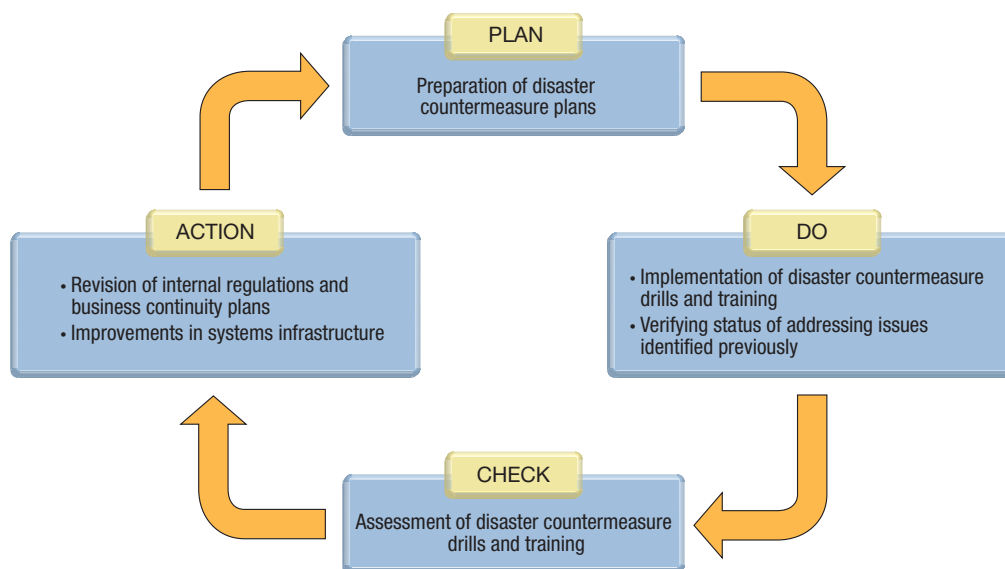 PLAN
Preparation of disaster
countermeasure plans
DO
• Implementation of disaster countermeasure
drills and training
• Verifying status of addressing issues
identified previously
CHECK
Assessment of disaster countermeasure
drills and training
ACTION
• Revision of internal regulations and
business continuity plans
• Improvements in systems infrastructure